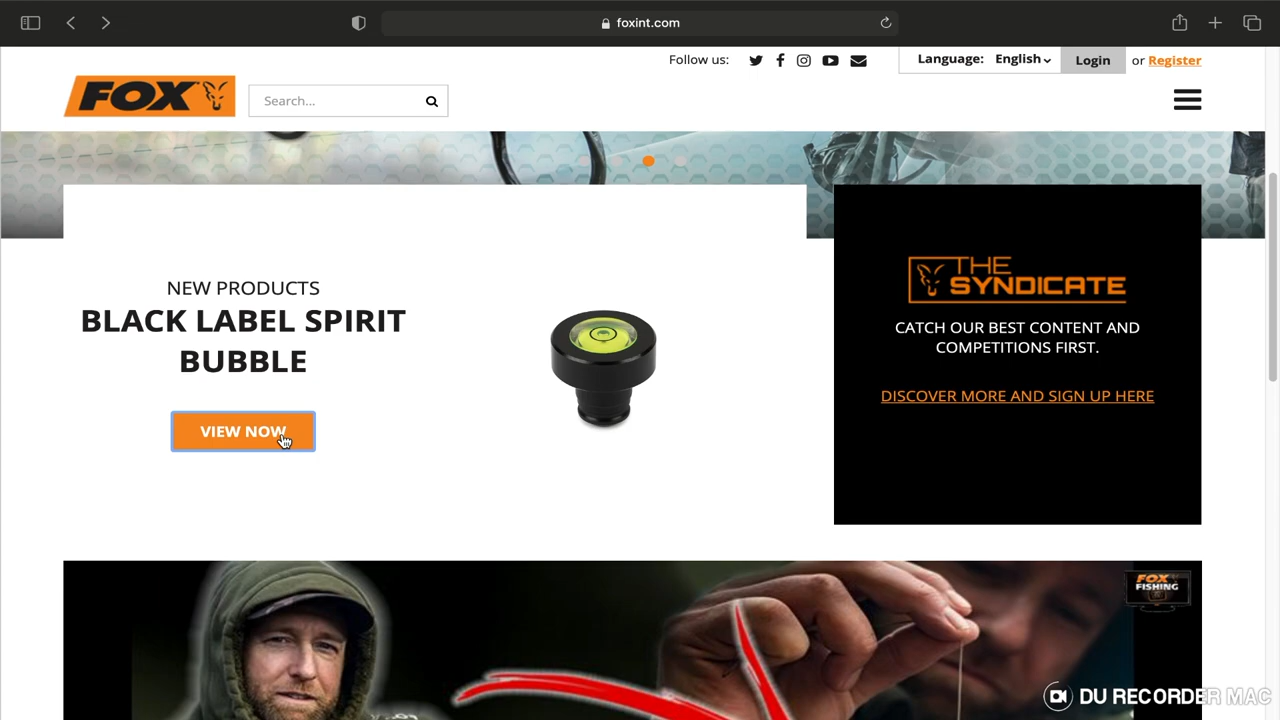 foxint.com
Follow us:
Language: English
Login or Register
FOX
Search...
NEW PRODUCTS
BLACK LABEL SPIRIT
BUBBLE
VIEW NOW
THE
SYNDICATE
CATCH OUR BEST CONTENT AND
COMPETITIONS FIRST.
DISCOVER MORE AND SIGN UP HERE
FOX
FISHING
DU RECORDER MAC